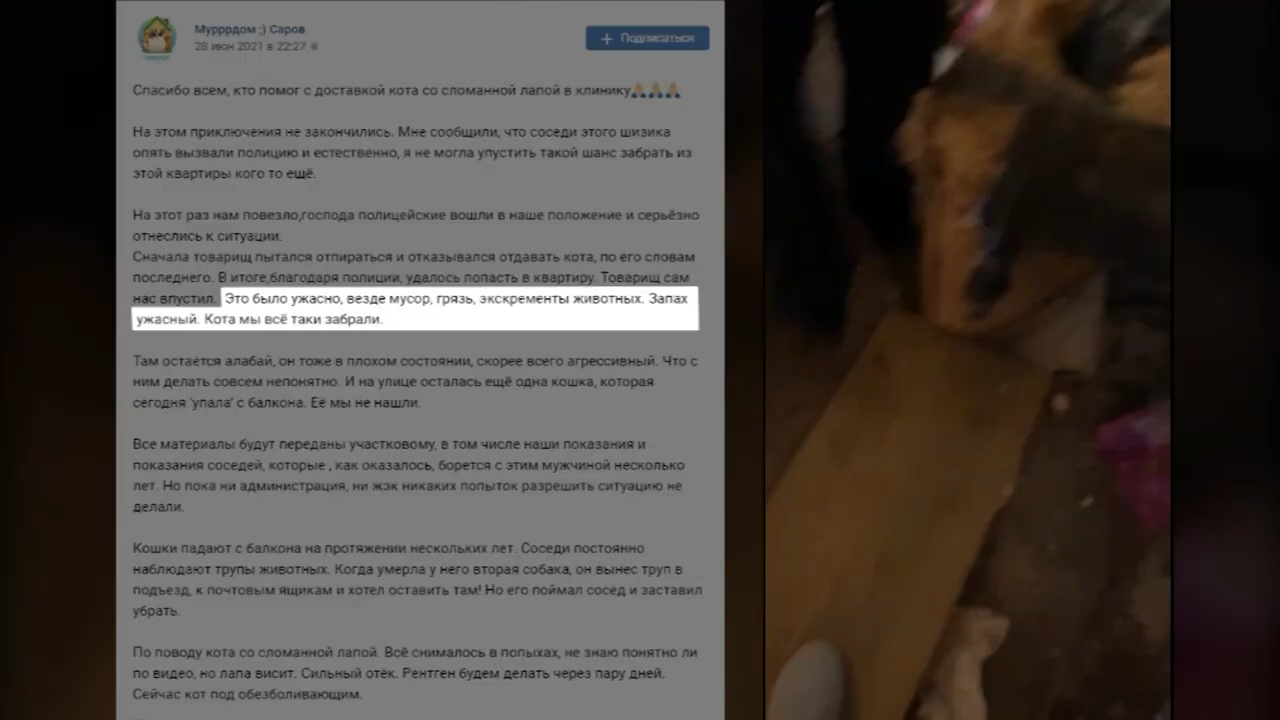 Мурррдом ;) Саров
28 июн 2021 в 22:27
+ Подписаться
Спасибо всем, кто помог с доставкой кота со сломанной лапой в клинику🙏🙏🙏
На этом приключения не закончились. Мне сообщили, что соседи этого шизика
опять вызвали полицию и естественно, я не могла упустить такой шанс забрать из
этой квартиры кого то ещё.
На этот раз нам повезло,господа полицейские вошли в наше положение и серьёзно
отнеслись к ситуации.
Сначала товарищ пытался отпираться и отказывался отдавать кота, по его словам
последнего. В итоге,благодаря полиции, удалось попасть в квартиру. Товарищ сам
нас впустил. Это было ужасно, везде мусор, грязь, экскременты животных. Запах
ужасный. Кота мы всё таки забрали.
Там остаётся алабай, он тоже в плохом состоянии, скорее всего агрессивный. Что с
ним делать совсем непонятно. И на улице осталась ещё одна кошка, которая
сегодня 'упала' с балкона. Её мы не нашли.
Все материалы будут переданы участковому, в том числе наши показания и
показания соседей, которые , как оказалось, борется с этим мужчиной несколько
лет. Но пока ни администрация, ни жэк никаких попыток разрешить ситуацию не
делали.
Кошки падают с балкона на протяжении нескольких лет. Соседи постоянно
наблюдают трупы животных. Когда умерла у него вторая собака, он вынес труп в
подъезд, к почтовым ящикам и хотел оставить там! Но его поймал сосед и заставил
убрать.
По поводу кота со сломанной лапой. Всё снималось в попыхах, не знаю понятно ли
по видео, но лапа висит. Сильный отёк. Рентген будем делать через пару дней.
Сейчас кот под обезболивающим.